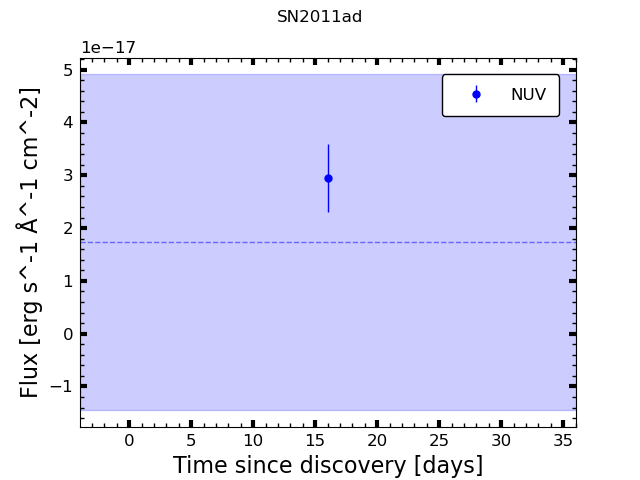 SN2011ad
1e−17
5
4
3
2
1
0
−1
Flux [erg s^-1 Å^-1 cm^-2]
NUV
0 5 10 15 20 25 30 35
Time since discovery [days]